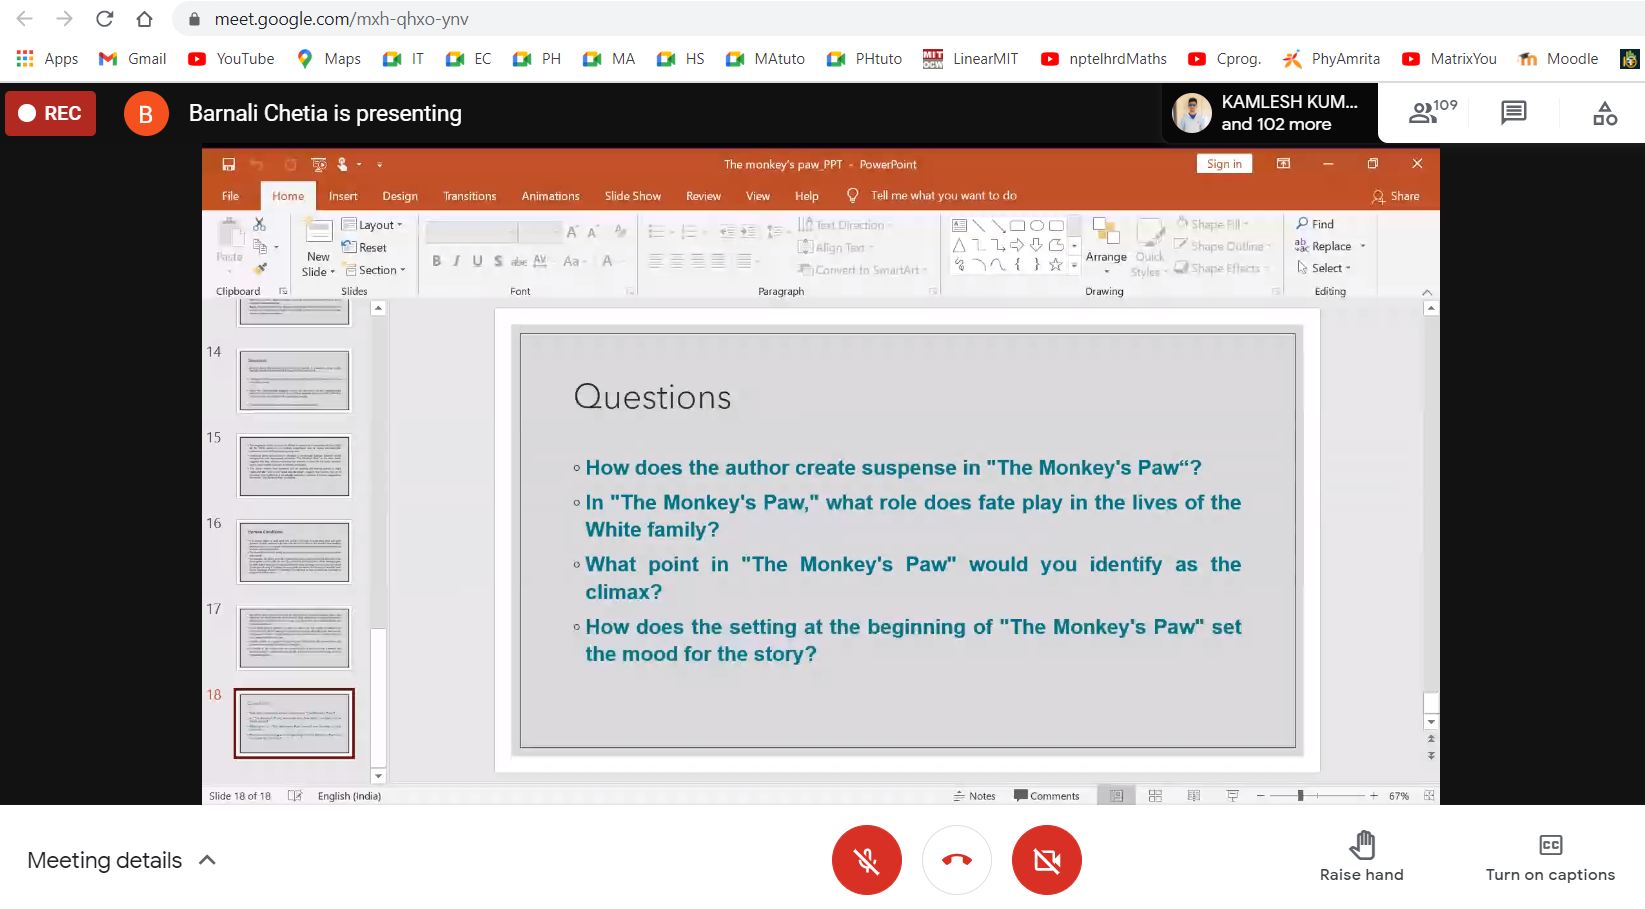 meet.google.com/mxh-qhxo-ynv
Apps Gmail YouTube Maps IT EC PH MA HS MAtuto PHtuto LinearMIT nptelhrdMaths Cprog. PhyAmrita MatrixYou Moodle
REC B Barnali Chetia is presenting
KAMLESH KUM...
and 102 more
109
The monkey's paw_PPT - PowerPoint
Sign in
File Home Insert Design Transitions Animations Slide Show Review View Help Tell me what you want to do Share
Paste
New
Slide
Layout
Reset
Section
B I U S abc AV Aa A
Text Direction
Align Text
Convert to SmartArt
Arrange
Quick
Styles
Shape Fill
Shape Outline
Shape Effects
Find
Replace
Select
Clipboard Slides Font Paragraph Drawing Editing
14
15
16
17
18
Questions
How does the author create suspense in "The Monkey's Paw“?
In "The Monkey's Paw," what role does fate play in the lives of the
White family?
What point in "The Monkey's Paw" would you identify as the
climax?
How does the setting at the beginning of "The Monkey's Paw" set
the mood for the story?
Slide 18 of 18 English (India) Notes Comments 67%
Meeting details
Raise hand
Turn on captions